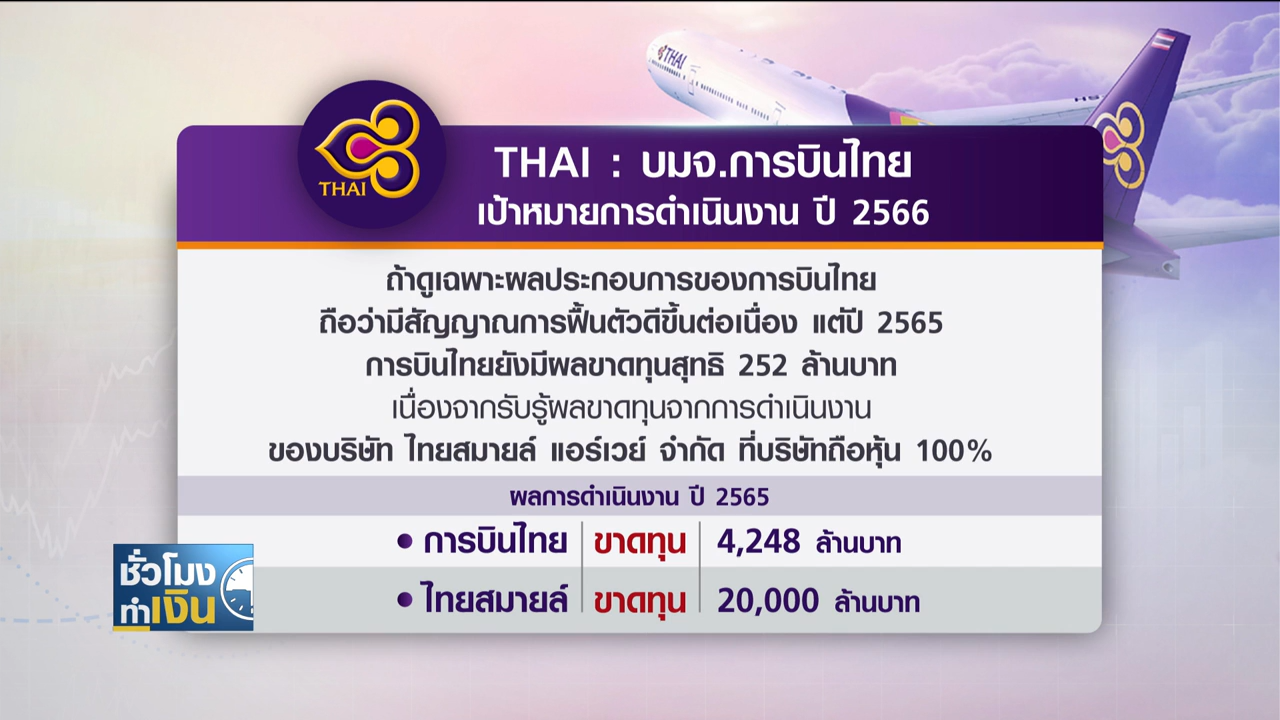 THAI
HS
THAI
THAI : บมจ.การบินไทย
เป้าหมายการดำเนินงาน ปี 2566
ถ้าดูเฉพาะผลประกอบการของการบินไทย
ถือว่ามีสัญญาณการฟื้นตัวดีขึ้นต่อเนื่อง แต่ปี 2565
การบินไทยยังมีผลขาดทุนสุทธิ 252 ล้านบาท
เนื่องจากรับรู้ผลขาดทุนจากการดำเนินงาน
ของบริษัท ไทยสมายล์ แอร์เวย์ จำกัด ที่บริษัทถือหุ้น 100%
ผลการดำเนินงาน ปี 2565
• การบินไทย ขาดทุน 4,248 ล้านบาท
• ไทยสมายล์ ขาดทุน 20,000 ล้านบาท
ชั่วโมง
ทำเงิน